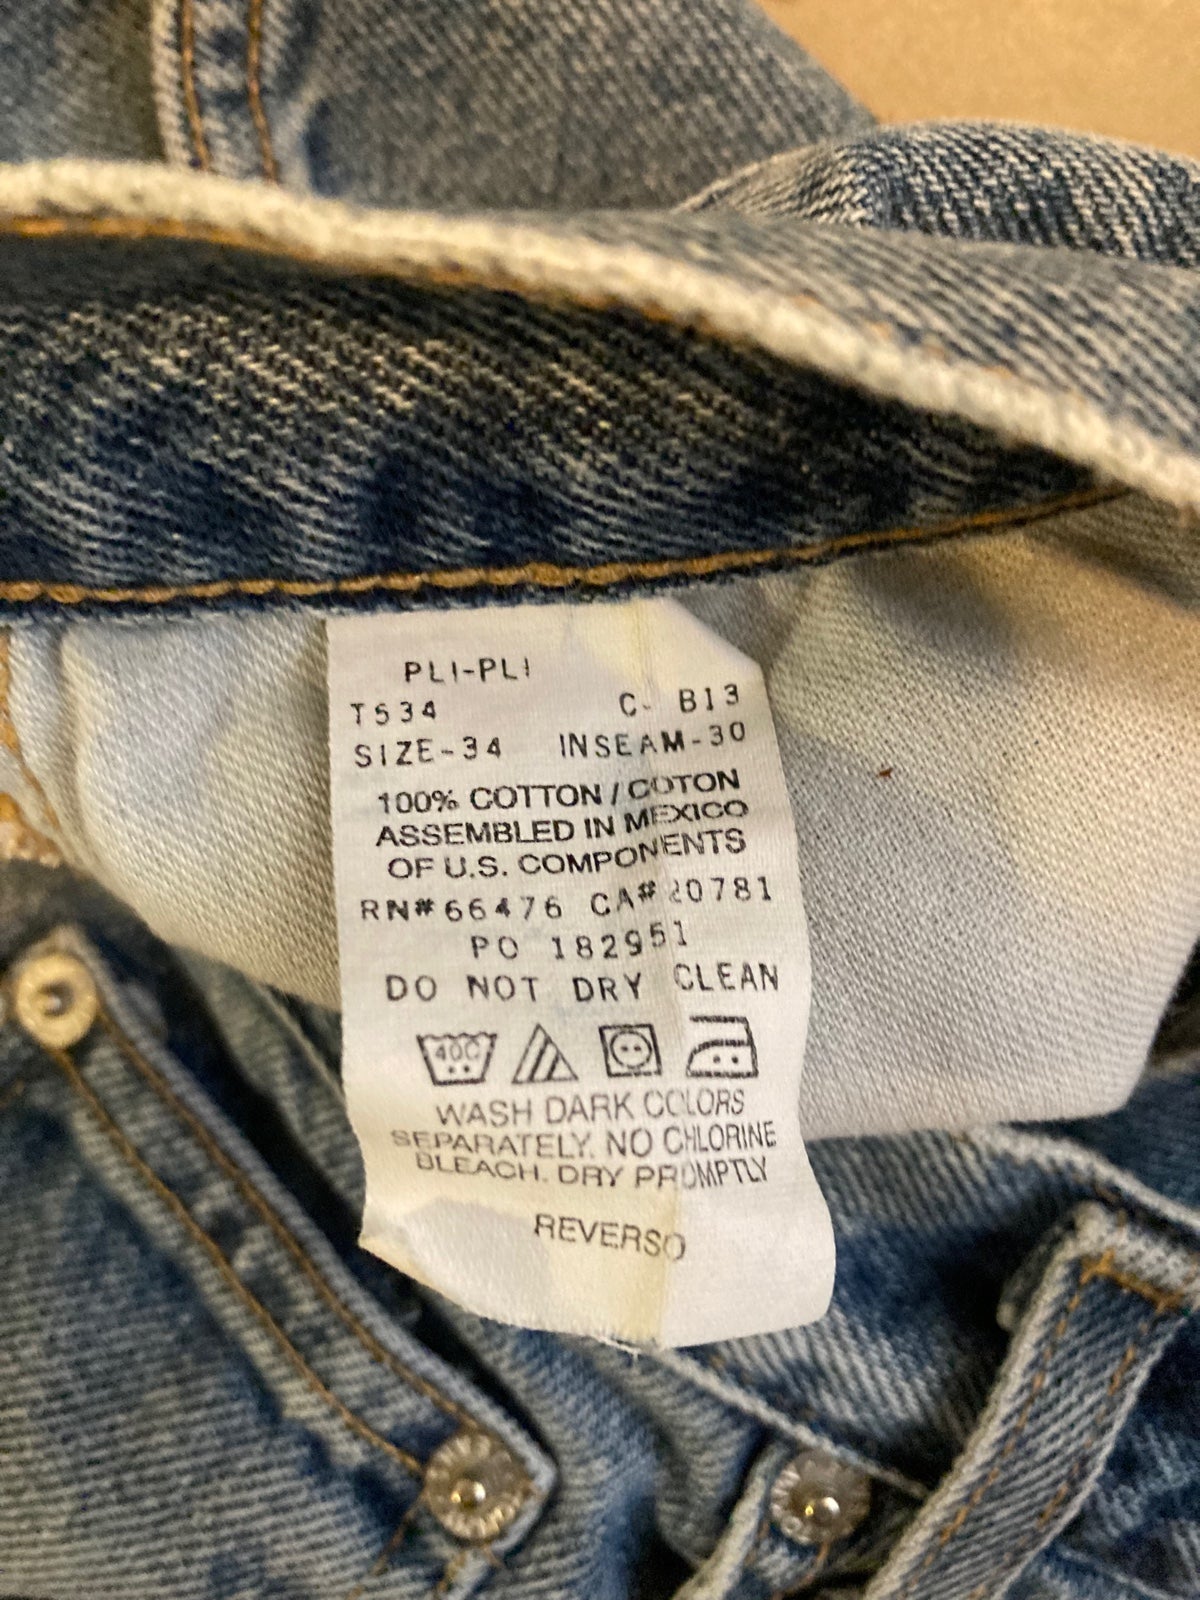 PLI-PLI
T534 C- B13
SIZE-34 INSEAM-30
100% COTTON / COTON
ASSEMBLED IN MEXICO
OF U.S. COMPONENTS
RN#66476 CA#20781
PO 182951
DO NOT DRY CLEAN
40C
WASH DARK COLORS
SEPARATELY. NO CHLORINE
BLEACH. DRY PROMPTLY
REVERSO